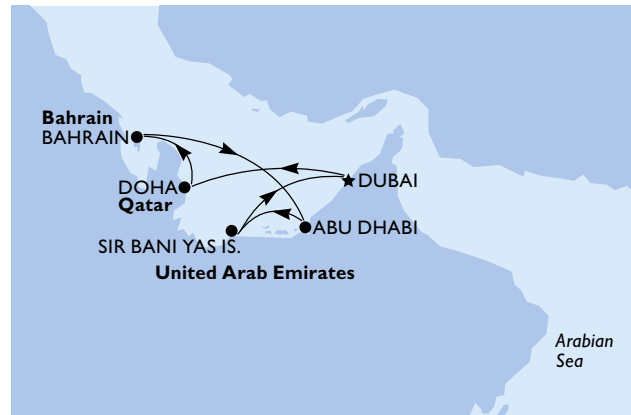 Bahrain
BAHRAIN
DOHA
Qatar
DUBAI
ABU DHABI
SIR BANI YAS IS.
United Arab Emirates
Arabian
Sea